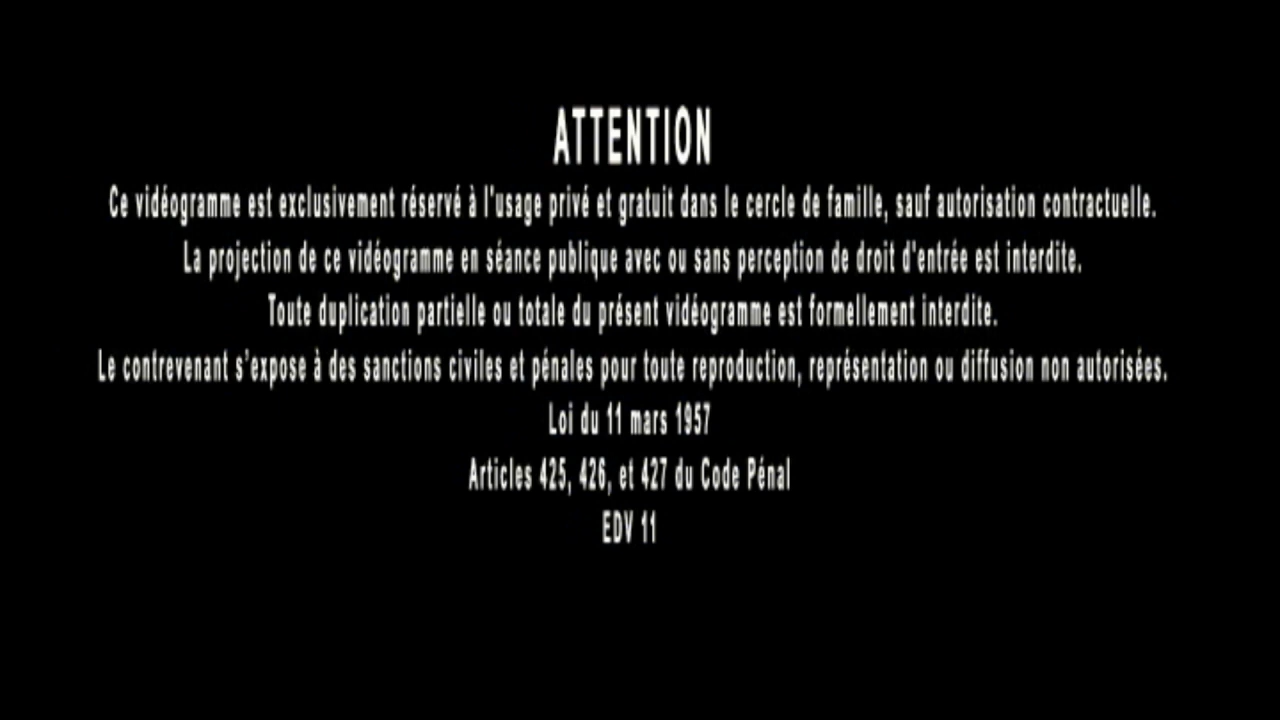 ATTENTION
Ce vidéogramme est exclusivement réservé à l'usage privé et gratuit dans le cercle de famille, sauf autorisation contractuelle.
La projection de ce vidéogramme en séance publique avec ou sans perception de droit d'entrée est interdite.
Toute duplication partielle ou totale du présent vidéogramme est formellement interdite.
Le contrevenant s'expose à des sanctions civiles et pénales pour toute reproduction, représentation ou diffusion non autorisées.
Loi du 11 mars 1957
Articles 425, 426, et 427 du Code Pénal
EDV 11